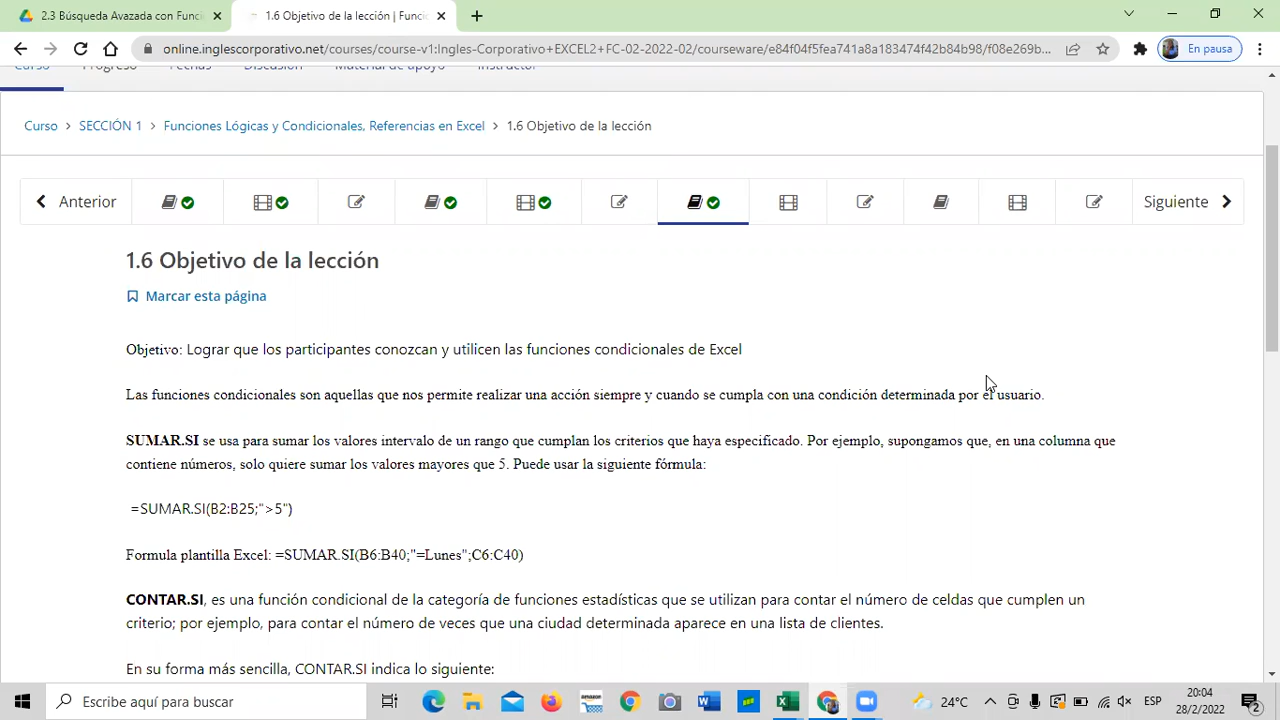 2.3 Búsqueda Avazada con Funci
1.6 Objetivo de la lección | Funci
online.inglescorporativo.net/courses/course-v1:Ingles-Corporativo+EXCEL2+FC-02-2022-02/courseware/e84f04f5ea741a8a183474f42b84b98/f08e269b...
En pausa
Curso Progreso Fechas Discusión Material de apoyo Instructor
Curso > SECCIÓN 1 > Funciones Lógicas y Condicionales, Referencias en Excel > 1.6 Objetivo de la lección
Anterior
Siguiente
1.6 Objetivo de la lección
Marcar esta página
Objetivo: Lograr que los participantes conozcan y utilicen las funciones condicionales de Excel
Las funciones condicionales son aquellas que nos permite realizar una acción siempre y cuando se cumpla con una condición determinada por el usuario.
SUMAR.SI se usa para sumar los valores intervalo de un rango que cumplan los criterios que haya especificado. Por ejemplo, supongamos que, en una columna que
contiene números, solo quiere sumar los valores mayores que 5. Puede usar la siguiente fórmula:
=SUMAR.SI(B2:B25;">5")
Formula plantilla Excel: =SUMAR.SI(B6:B40;"=Lunes";C6:C40)
CONTAR.SI, es una función condicional de la categoría de funciones estadísticas que se utilizan para contar el número de celdas que cumplen un
criterio; por ejemplo, para contar el número de veces que una ciudad determinada aparece en una lista de clientes.
En su forma más sencilla, CONTAR.SI indica lo siguiente:
Escribe aquí para buscar
amazon
24°C
ESP
20:04
28/2/2022
2